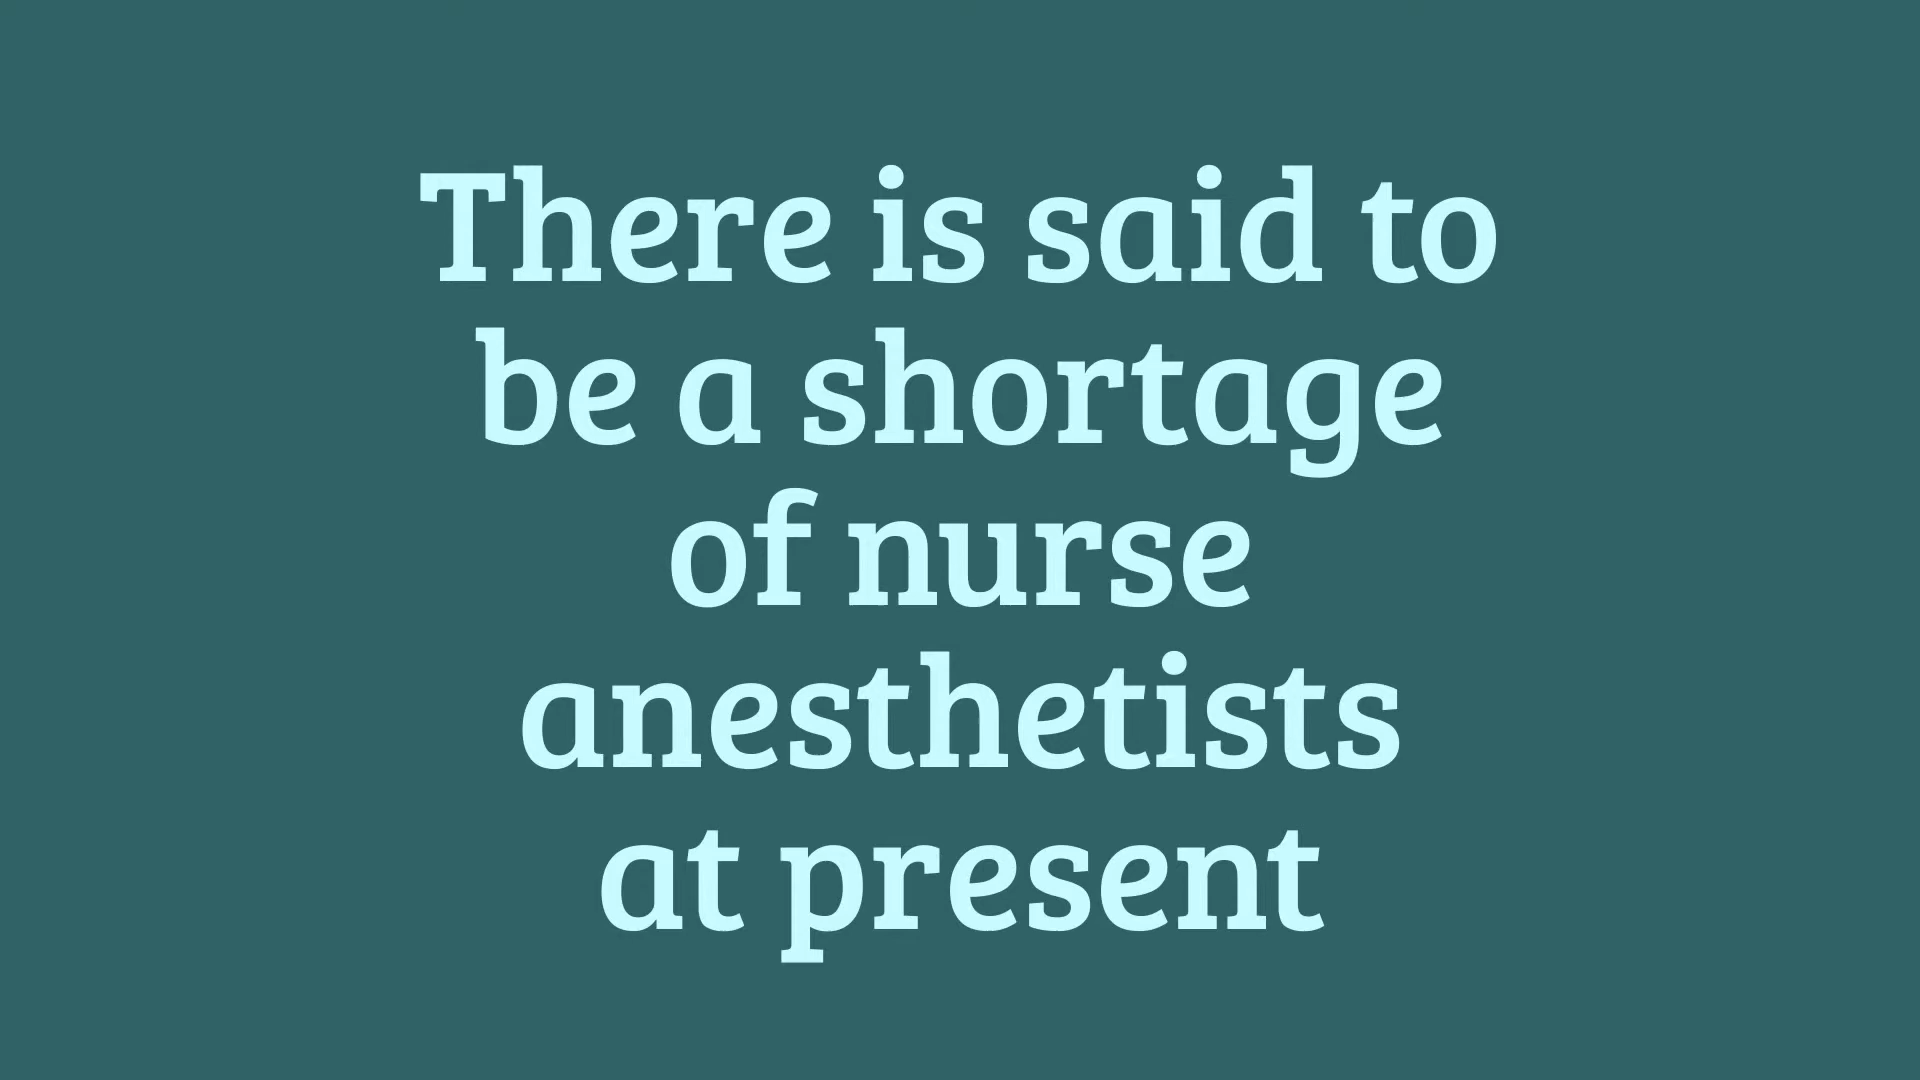 There is said to
be a shortage
of nurse
anesthetists
at present